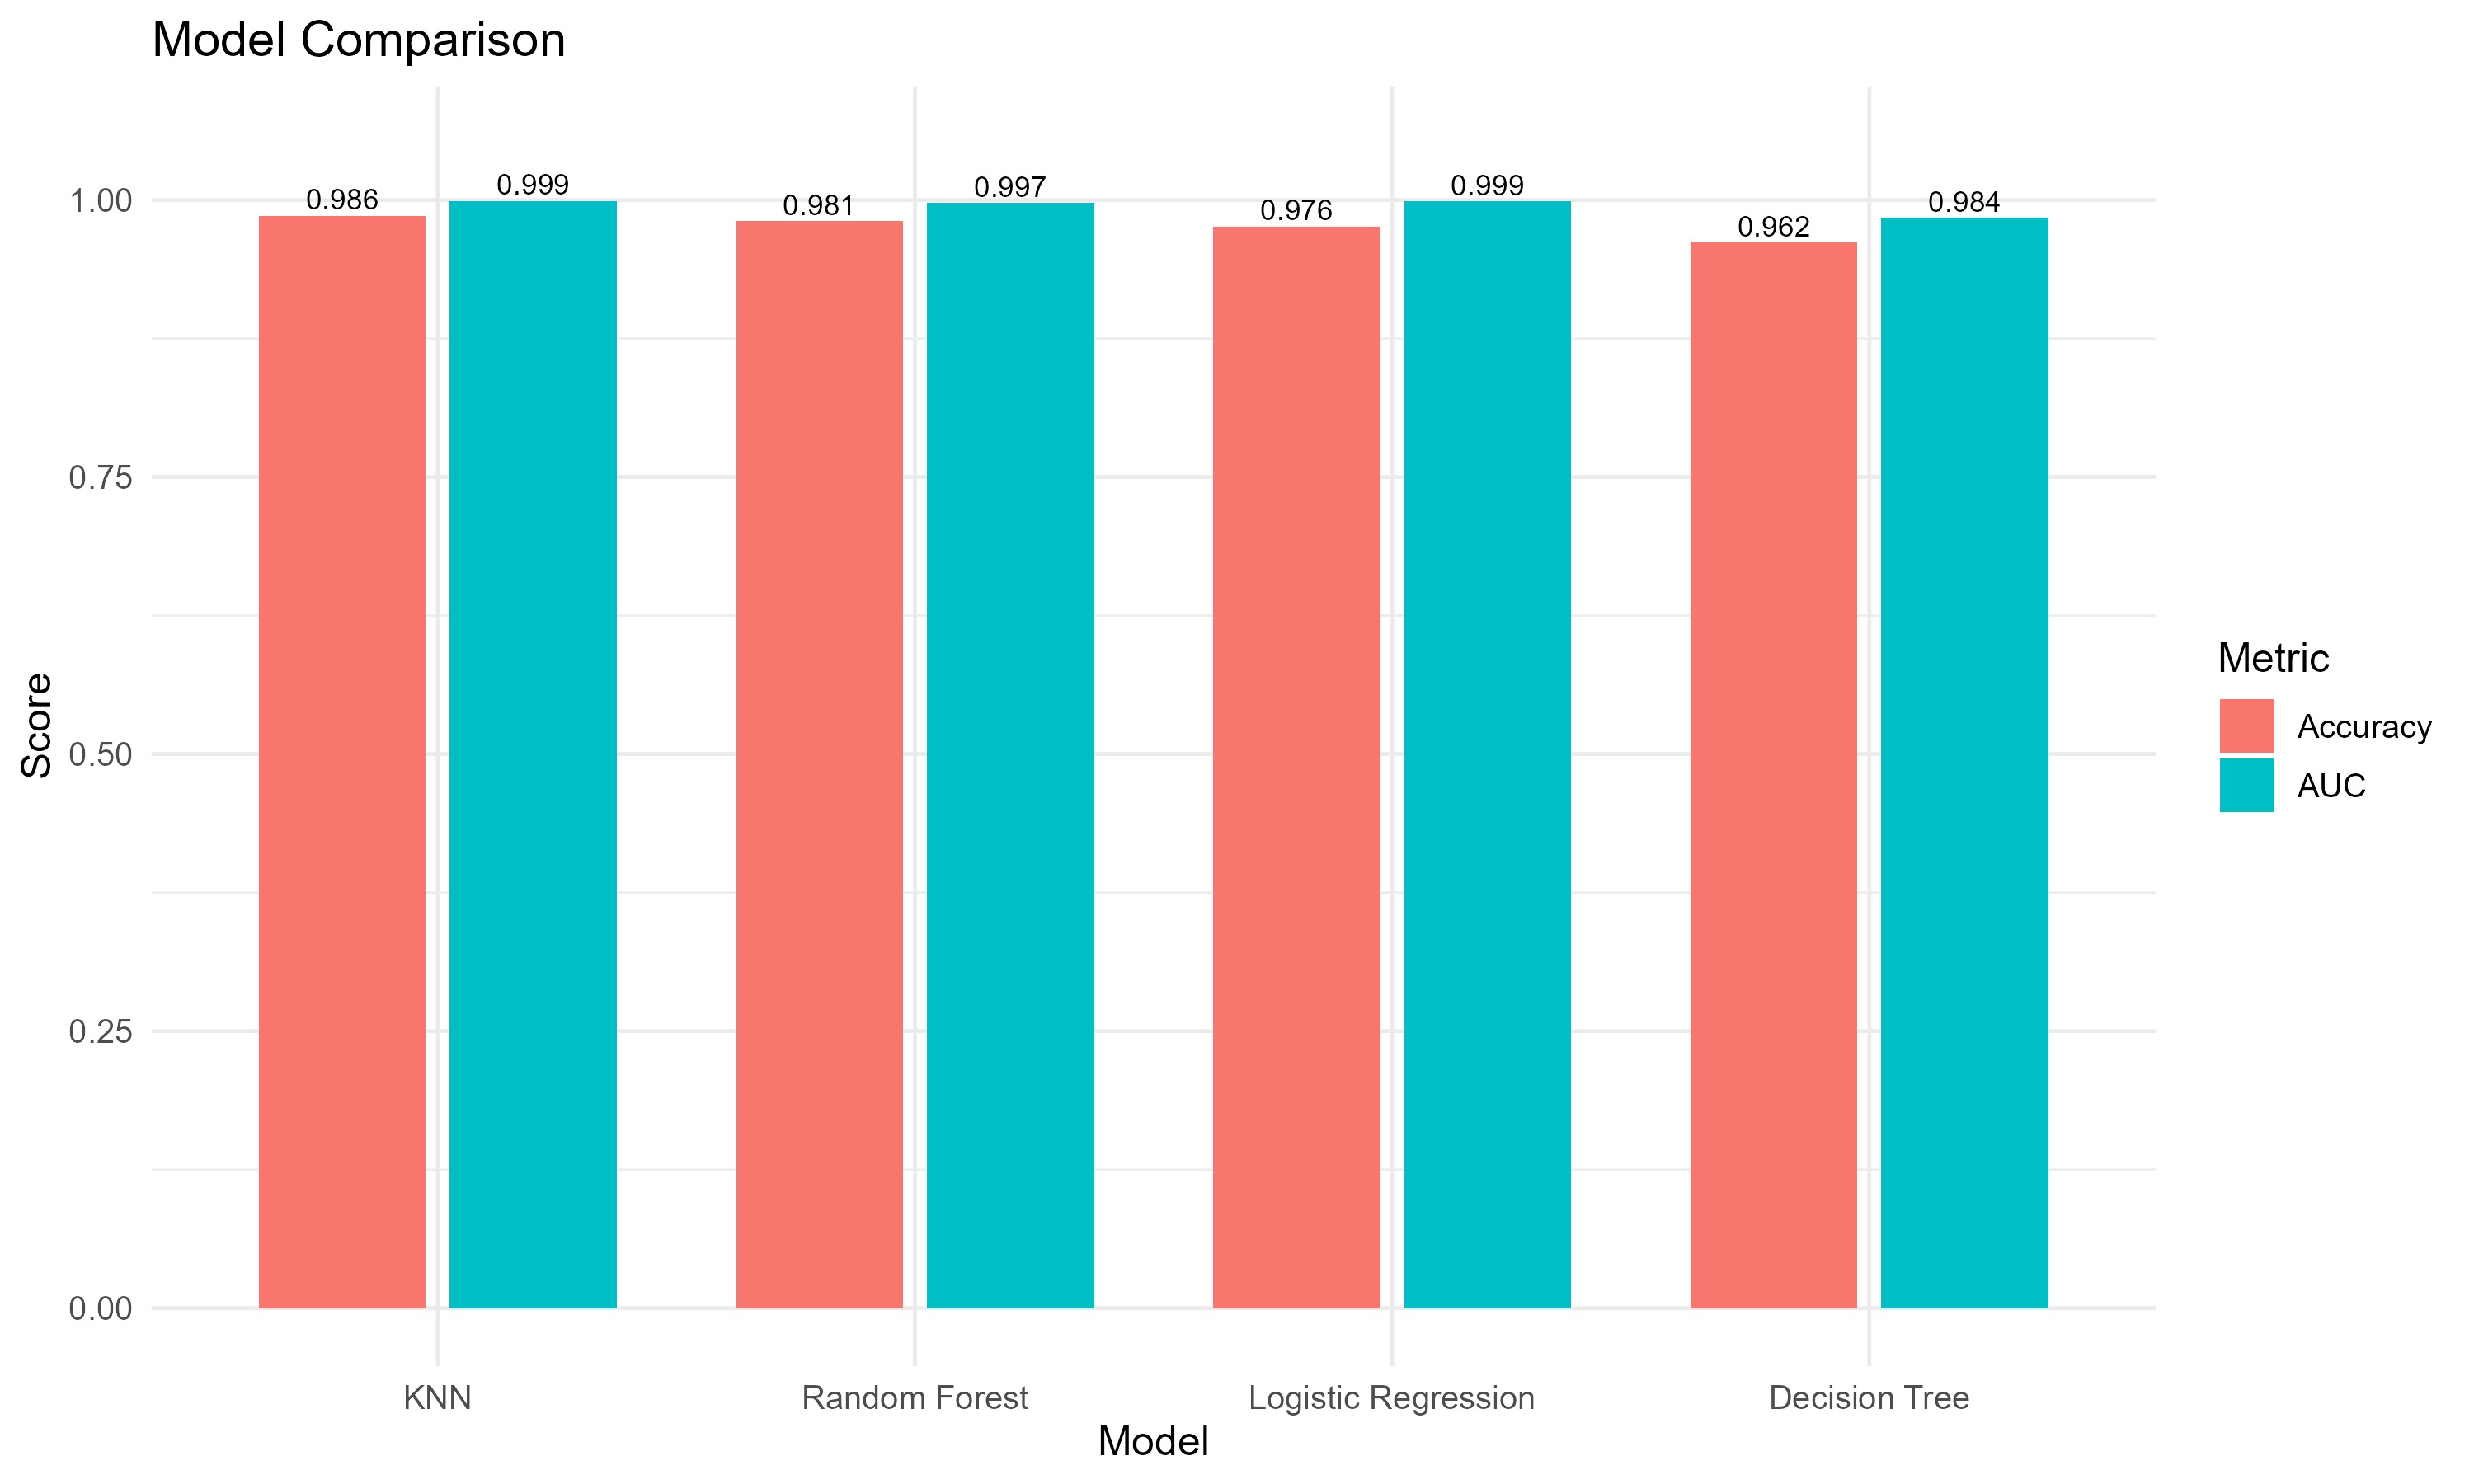 Model Comparison
1.00
0.75
0.50
0.25
0.00
Score
0.986
0.999
0.981
0.997
0.976
0.999
0.962
0.984
KNN
Random Forest
Logistic Regression
Decision Tree
Model
Metric
Accuracy
AUC